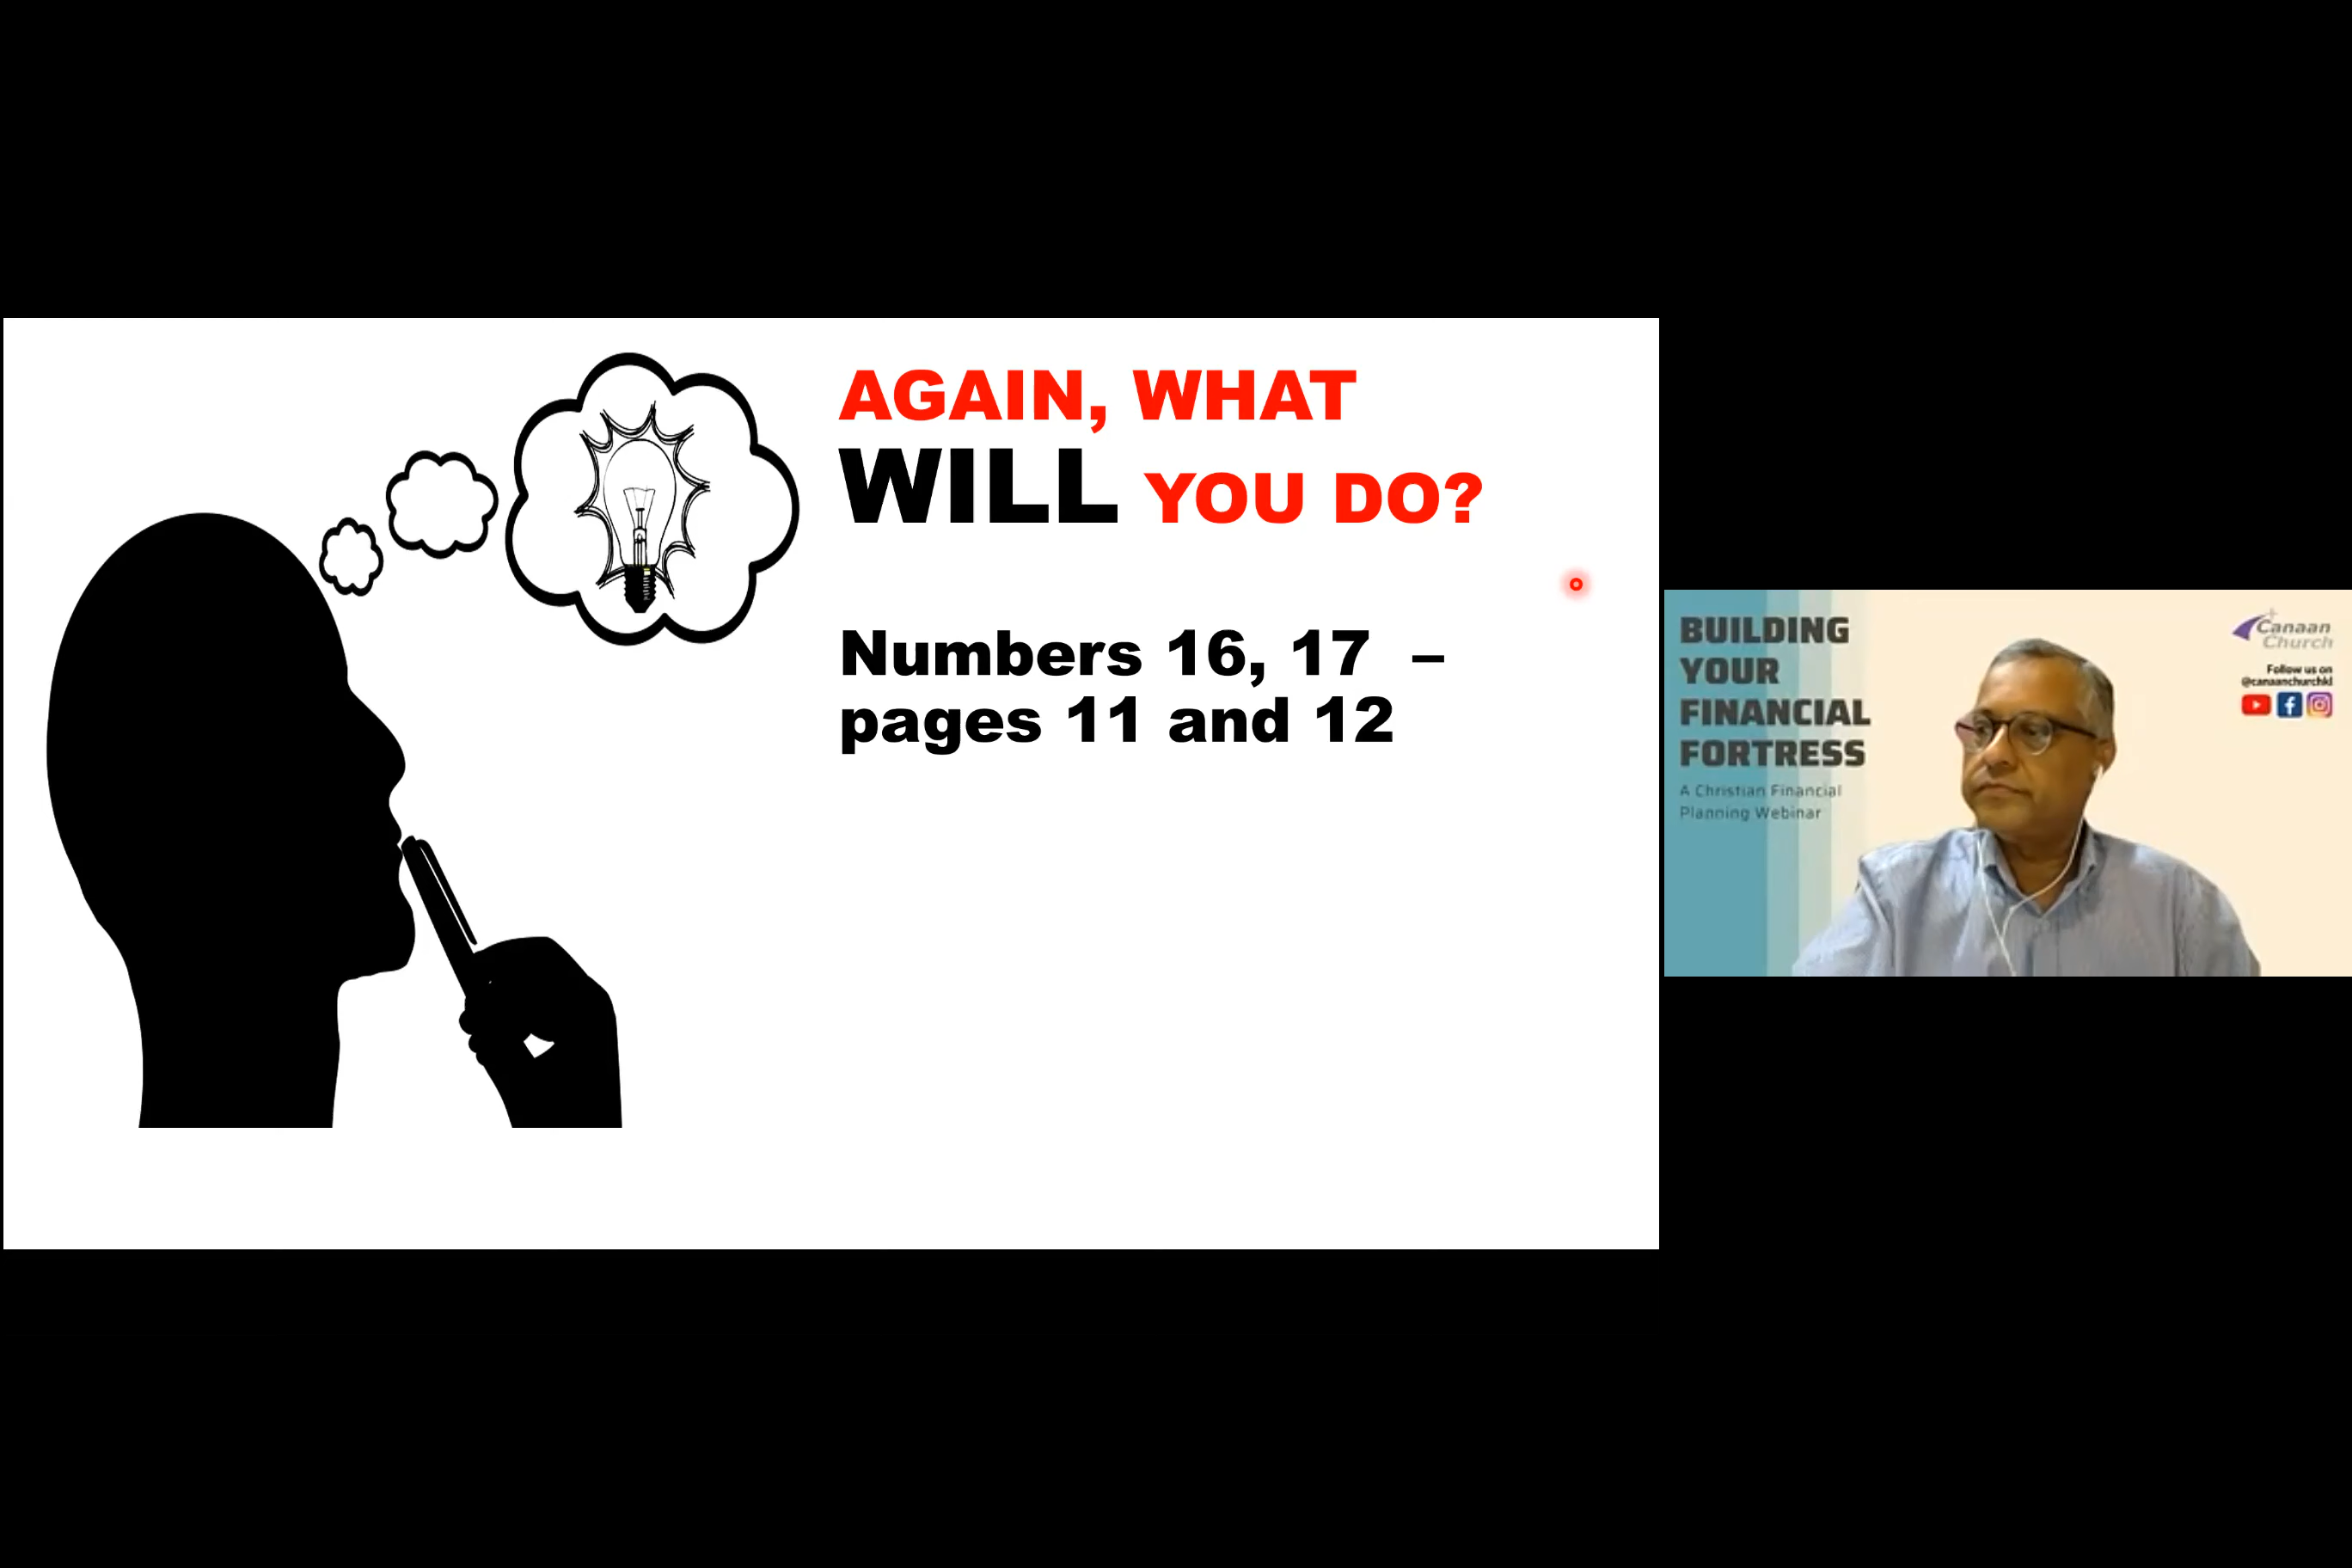 AGAIN, WHAT
WILL YOU DO?
Numbers 16, 17 –
pages 11 and 12
BUILDING
YOUR
FINANCIAL
FORTRESS
A Christian Financial
Planning Webinar
Canaan
Church
Follow us on
@canaanchurchkl